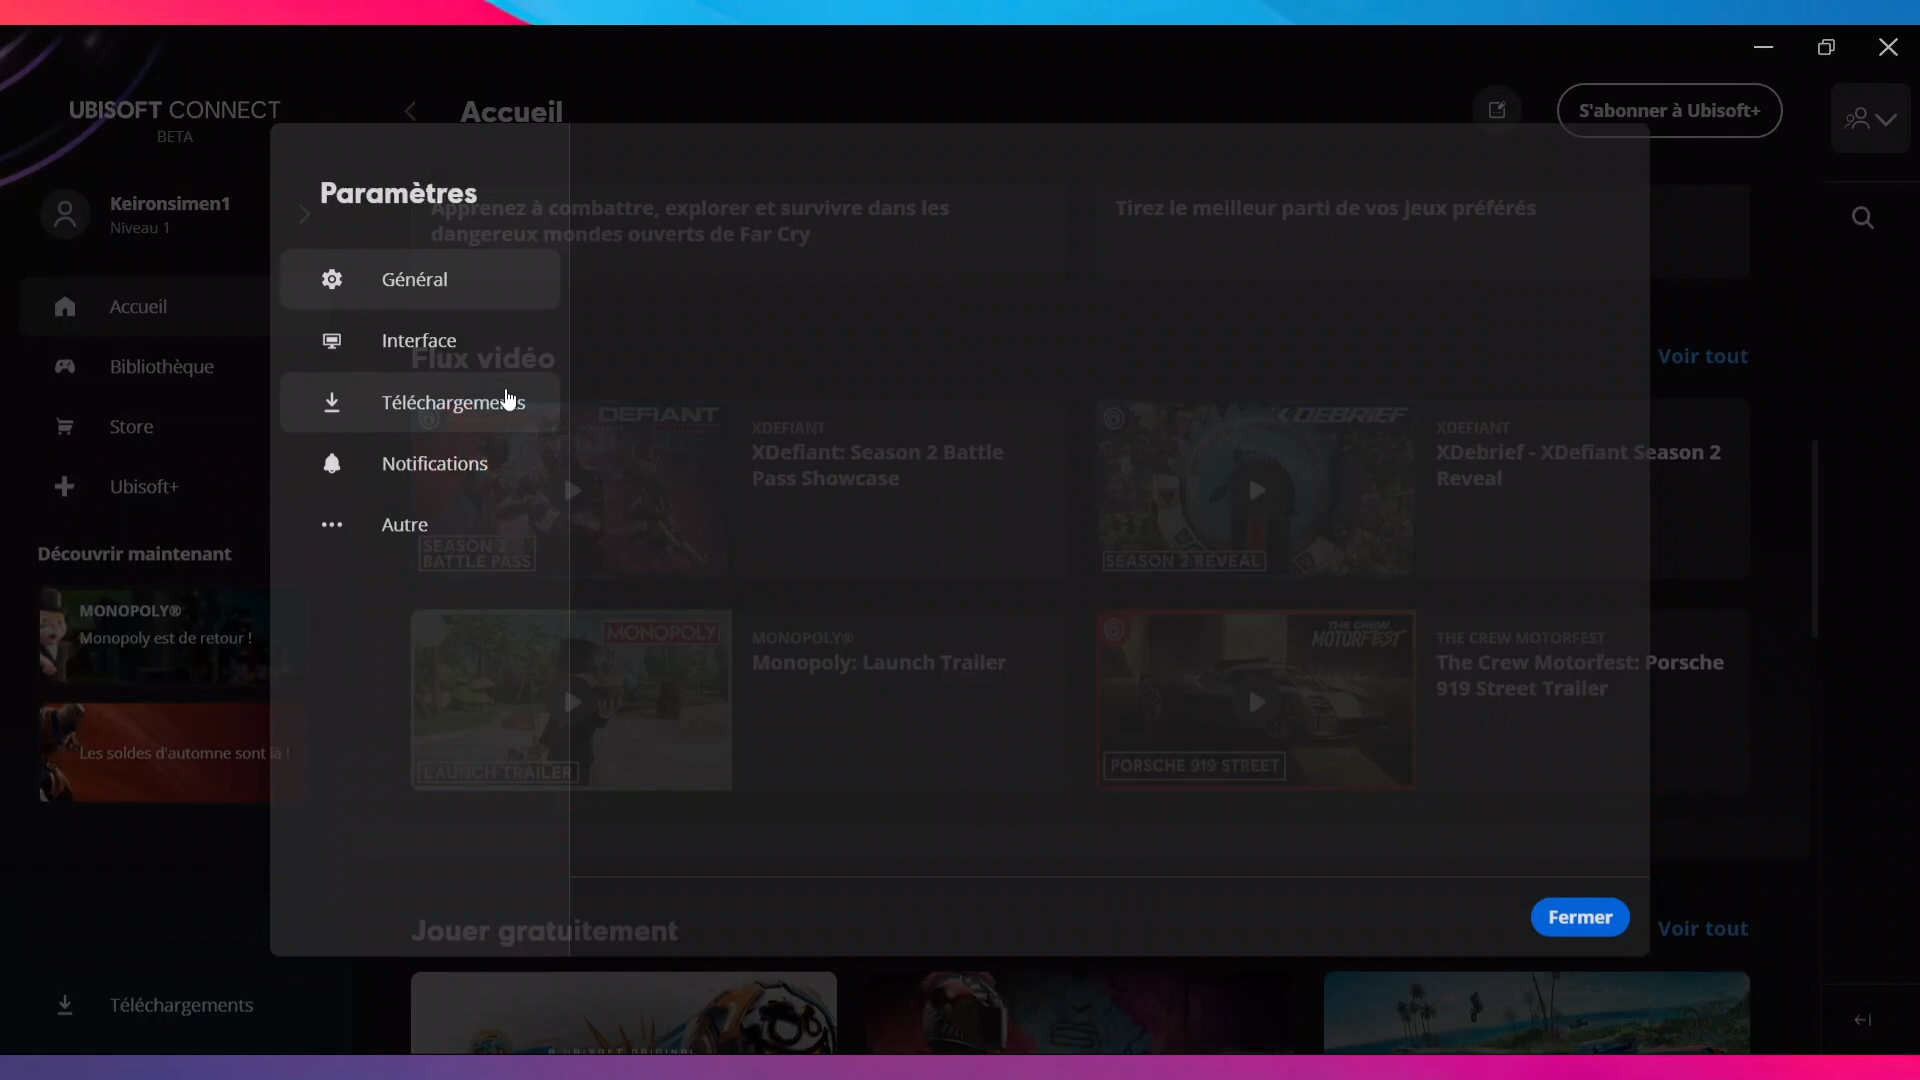 UBISOFT CONNECT
BETA
Accueil
S'abonner à Ubisoft+
Keironsimen1
Niveau 1
Accueil
Bibliothèque
Store
Ubisoft+
Découvrir maintenant
MONOPOLY®
Monopoly est de retour !
Les soldes d'automne sont là !
Téléchargements
Paramètres
Général
Interface
Téléchargements
Notifications
Autre
Apprenez à combattre, explorer et survivre dans les
dangereux mondes ouverts de Far Cry
Tirez le meilleur parti de vos jeux préférés
Flux vidéo
Voir tout
DEFIANT
SEASON 2
BATTLE PASS
XDEFIANT
XDefiant: Season 2 Battle
Pass Showcase
DEBRIEF
SEASON 2 REVEAL
XDEFIANT
XDebrief - XDefiant Season 2
Reveal
MONOPOLY
LAUNCH TRAILER
MONOPOLY®
Monopoly: Launch Trailer
THE CREW
MOTORFEST
PORSCHE 919 STREET
THE CREW MOTORFEST
The Crew Motorfest: Porsche
919 Street Trailer
Fermer
Jouer gratuitement
Voir tout
A UBISOFT ORIGINAL